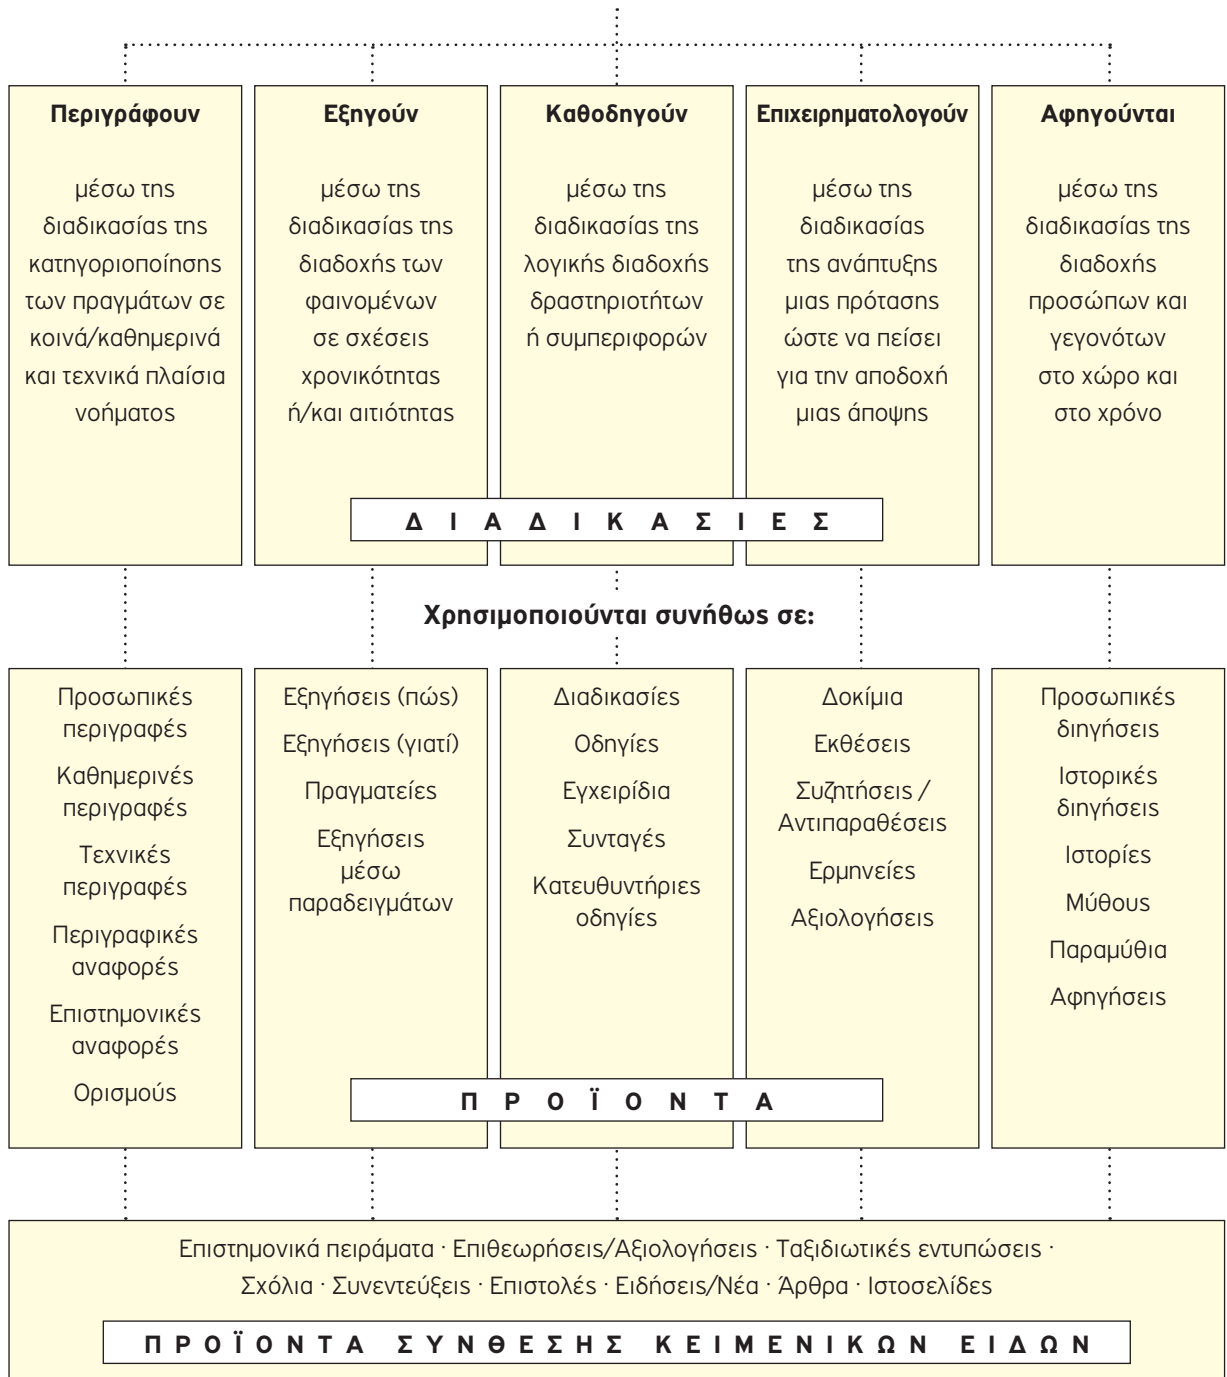 Περιγράφουν
μέσω της
διαδικασίας της
κατηγοριοποίησης
των πραγμάτων σε
κοινά/καθημερινά
και τεχνικά πλαίσια
νοήματος
Εξηγούν
μέσω της
διαδικασίας της
διαδοχής των
φαινομένων
σε σχέσεις
χρονικότητας
ή/και αιτιότητας
Καθοδηγούν
μέσω της
διαδικασίας της
λογικής διαδοχής
δραστηριοτήτων
ή συμπεριφορών
Επιχειρηματολογούν
μέσω της
διαδικασίας
της ανάπτυξης
μιας πρότασης
ώστε να πείσει
για την αποδοχή
μιας άποψης
Αφηγούνται
μέσω της
διαδικασίας της
διαδοχής
προσώπων και
γεγονότων
στο χώρο και
στο χρόνο
ΔΙΑΔΙΚΑΣΙΕΣ
Χρησιμοποιούνται συνήθως σε:
Προσωπικές
περιγραφές
Καθημερινές
περιγραφές
Τεχνικές
περιγραφές
Περιγραφικές
αναφορές
Επιστημονικές
αναφορές
Ορισμούς
Εξηγήσεις (πώς)
Εξηγήσεις (γιατί)
Πραγματείες
Εξηγήσεις
μέσω
παραδειγμάτων
Διαδικασίες
Οδηγίες
Εγχειρίδια
Συνταγές
Κατευθυντήριες
οδηγίες
Δοκίμια
Εκθέσεις
Συζητήσεις /
Αντιπαραθέσεις
Ερμηνείες
Αξιολογήσεις
Προσωπικές
διηγήσεις
Ιστορικές
διηγήσεις
Ιστορίες
Μύθους
Παραμύθια
Αφηγήσεις
ΠΡΟΪΟΝΤΑ
Επιστημονικά πειράματα · Επιθεωρήσεις/Αξιολογήσεις · Ταξιδιωτικές εντυπώσεις ·
Σχόλια · Συνεντεύξεις · Επιστολές · Ειδήσεις/Νέα · Άρθρα · Ιστοσελίδες
ΠΡΟΪΟΝΤΑ ΣΥΝΘΕΣΗΣ ΚΕΙΜΕΝΙΚΩΝ ΕΙΔΩΝ